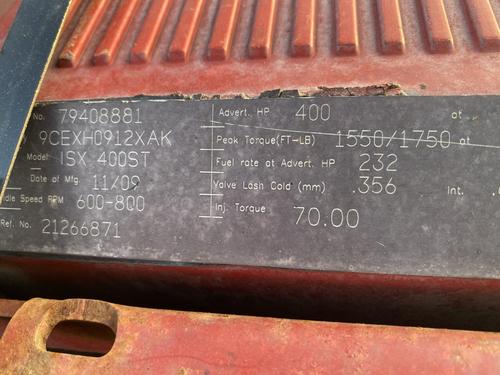 No. 79408881
9CEXH0912XAK
Model: ISX 400ST
Date of Mfg. 11/09
dle Speed RPM 600-800
Ref. No. 21266871
Advert. HP 400 at
Peak Torque(FT-LB) 1550/1750 at
Fuel rate at Advert. HP 232
Valve Lash Cold (mm) .356 Int.
Inj. Torque 70.00